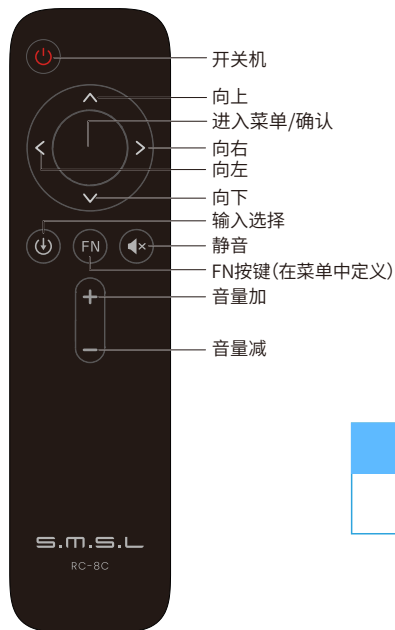 开关机
向上
进入菜单/确认
向右
向左
向下
输入选择
静音
FN
FN按键(在菜单中定义)
音量加
音量减
S.M.S.L
RC-8C